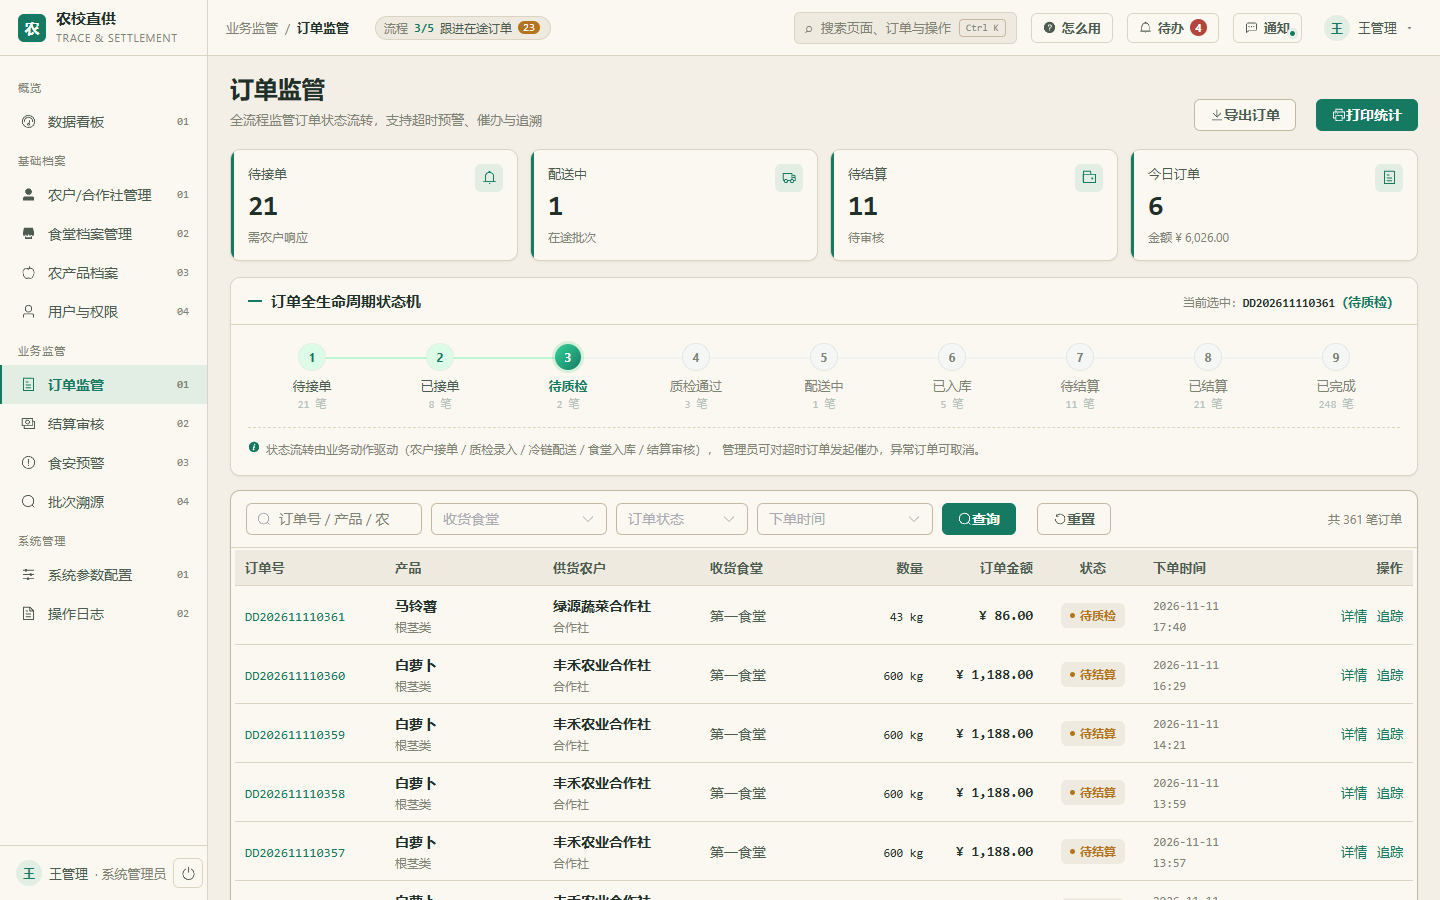 农
农校直供
TRACE & SETTLEMENT
业务监管 / 订单监管
流程 3/5 跟进在途订单 23
搜索页面、订单与操作 Ctrl K
怎么用
待办 4
通知
王 王管理
概览
数据看板 01
基础档案
农户/合作社管理 01
食堂档案管理 02
农产品档案 03
用户与权限 04
业务监管
订单监管 01
结算审核 02
食安预警 03
批次溯源 04
系统管理
系统参数配置 01
操作日志 02
王 王管理 · 系统管理员
订单监管
全流程监管订单状态流转，支持超时预警、催办与追溯
导出订单
打印统计
待接单
21
需农户响应
配送中
1
在途批次
待结算
11
待审核
今日订单
6
金额 ¥ 6,026.00
订单全生命周期状态机
当前选中: DD202611110361 (待质检)
1 2 3 4 5 6 7 8 9
待接单 已接单 待质检 质检通过 配送中 已入库 待结算 已结算 已完成
21 笔 8 笔 2 笔 3 笔 1 笔 5 笔 11 笔 21 笔 248 笔
状态流转由业务动作驱动（农户接单 / 质检录入 / 冷链配送 / 食堂入库 / 结算审核）， 管理员可对超时订单发起催办，异常订单可取消。
订单号 / 产品 / 农
收货食堂
订单状态
下单时间
查询
重置
共 361 笔订单
订单号 产品 供货农户 收货食堂 数量 订单金额 状态 下单时间 操作
DD202611110361 马铃薯 绿源蔬菜合作社 第一食堂 43 kg ¥ 86.00 待质检 2026-11-11 详情 追踪
根茎类 合作社 17:40
DD202611110360 白萝卜 丰禾农业合作社 第一食堂 600 kg ¥ 1,188.00 待结算 2026-11-11 详情 追踪
根茎类 合作社 16:29
DD202611110359 白萝卜 丰禾农业合作社 第一食堂 600 kg ¥ 1,188.00 待结算 2026-11-11 详情 追踪
根茎类 合作社 14:21
DD202611110358 白萝卜 丰禾农业合作社 第一食堂 600 kg ¥ 1,188.00 待结算 2026-11-11 详情 追踪
根茎类 合作社 13:59
DD202611110357 白萝卜 丰禾农业合作社 第一食堂 600 kg ¥ 1,188.00 待结算 2026-11-11 详情 追踪
根茎类 合作社 13:57